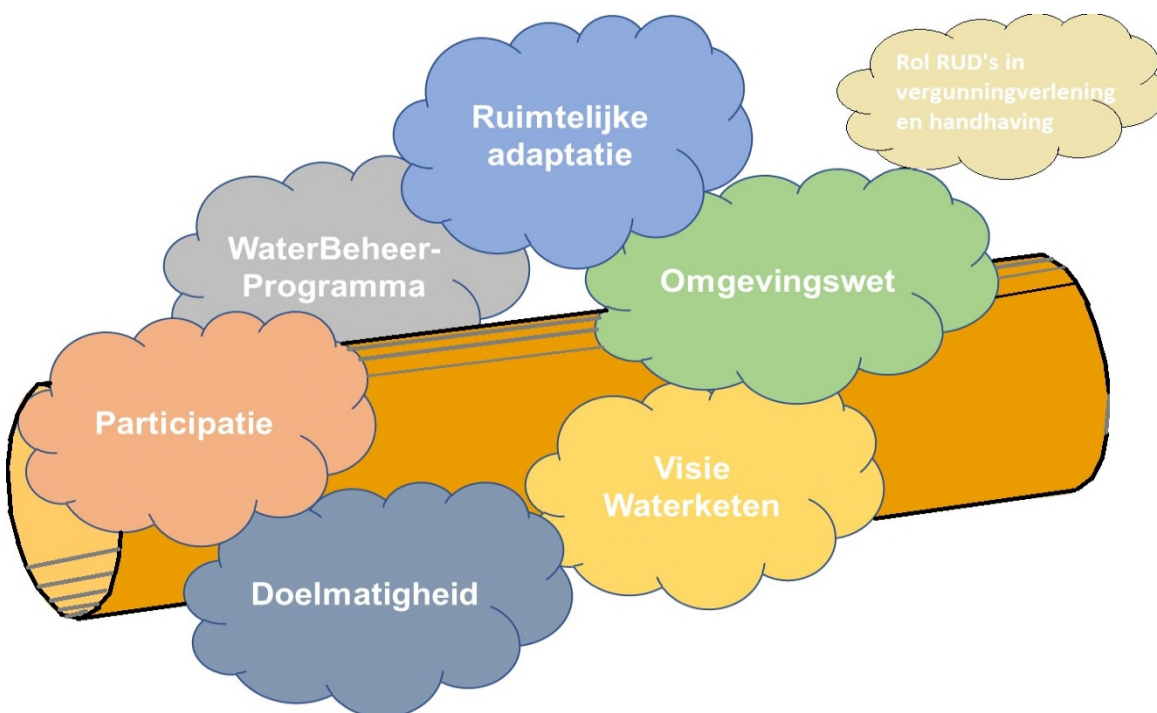 Ruimtelijke
adaptatie
Rol RUD's in
vergunningverlening
en handhaving
WaterBeheer-
Programma
Omgevingswet
Participatie
Visie
Waterketen
Doelmatigheid